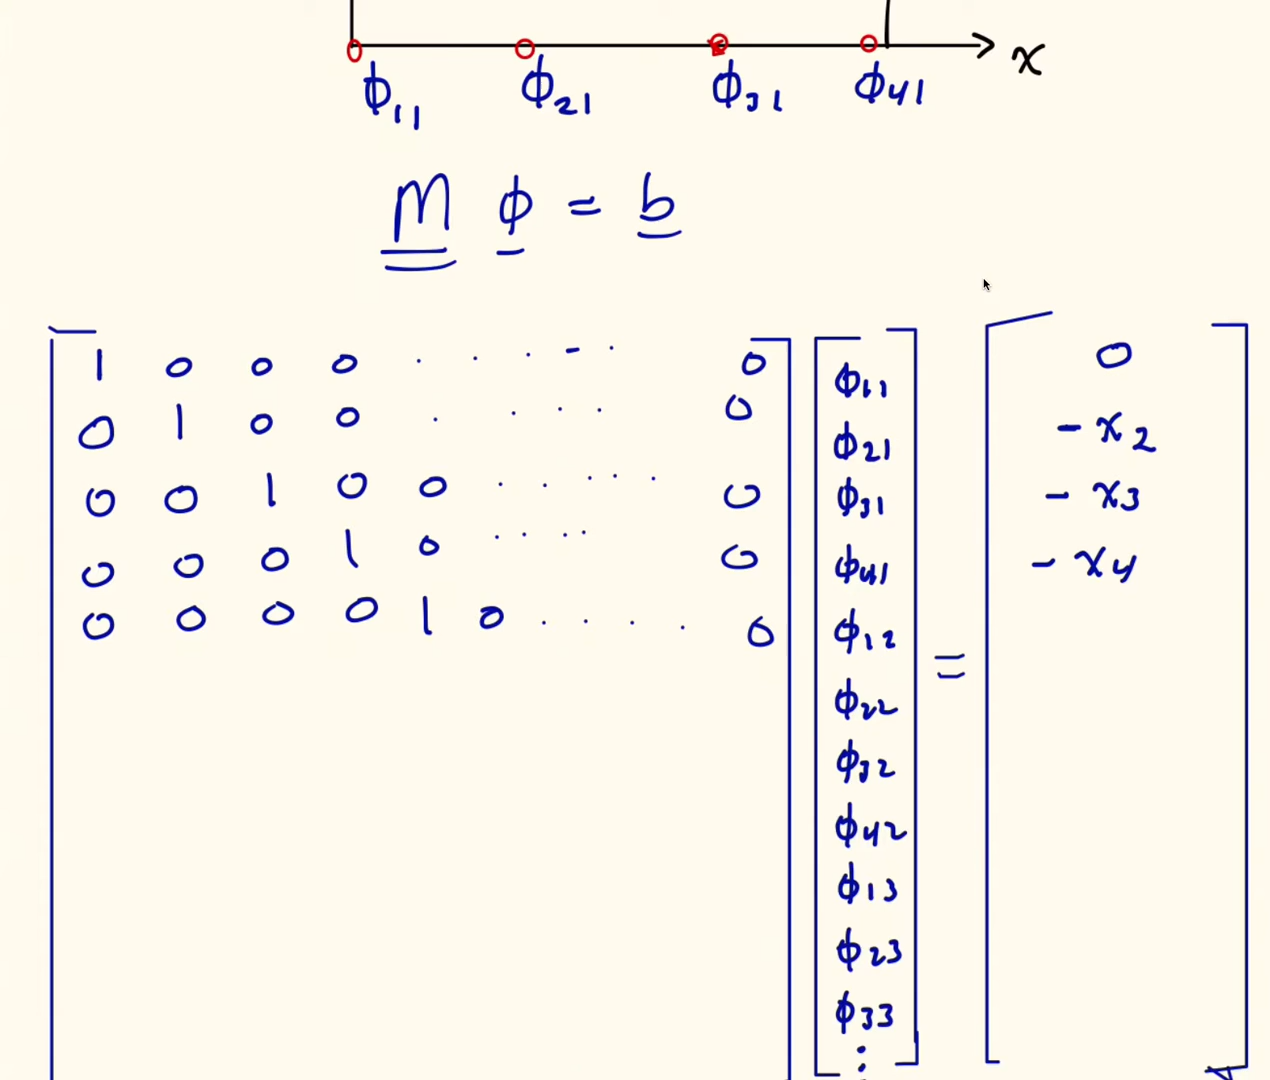 x
ϕ₁₁ ϕ₂₁ ϕ₃₁ ϕ₄₁
M ϕ = b
1 0 0 0 · · · - · 0 ϕ₁₁ 0
0 1 0 0 · · · · 0 ϕ₂₁ - x₂
0 0 1 0 0 · · · · · 0 ϕ₃₁ - x₃
0 0 0 1 0 · · · · 0 ϕ₄₁ - x₄
0 0 0 0 1 0 · · · · 0 ϕ₁₂
=
ϕ₂₂
ϕ₃₂
ϕ₄₂
ϕ₁₃
ϕ₂₃
ϕ₃₃
⋮